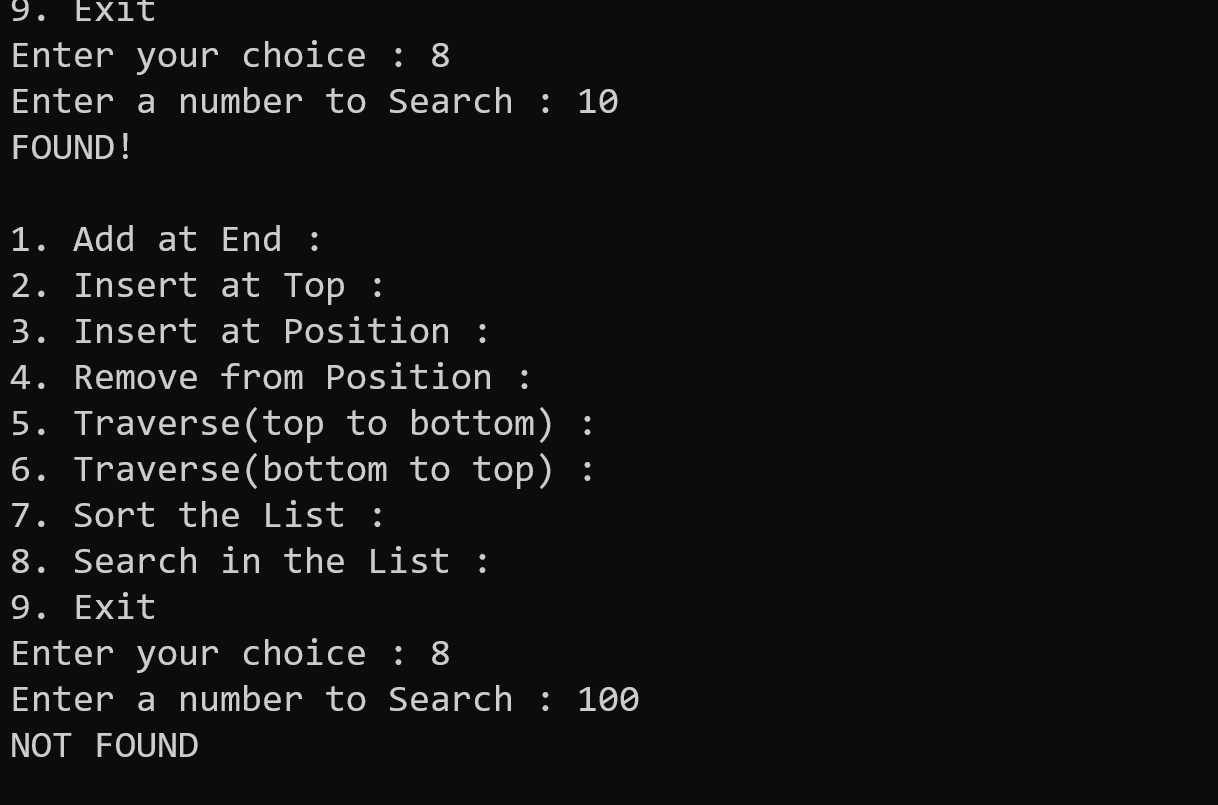 9. Exit
Enter your choice : 8
Enter a number to Search : 10
FOUND!
1. Add at End :
2. Insert at Top :
3. Insert at Position :
4. Remove from Position :
5. Traverse(top to bottom) :
6. Traverse(bottom to top) :
7. Sort the List :
8. Search in the List :
9. Exit
Enter your choice : 8
Enter a number to Search : 100
NOT FOUND